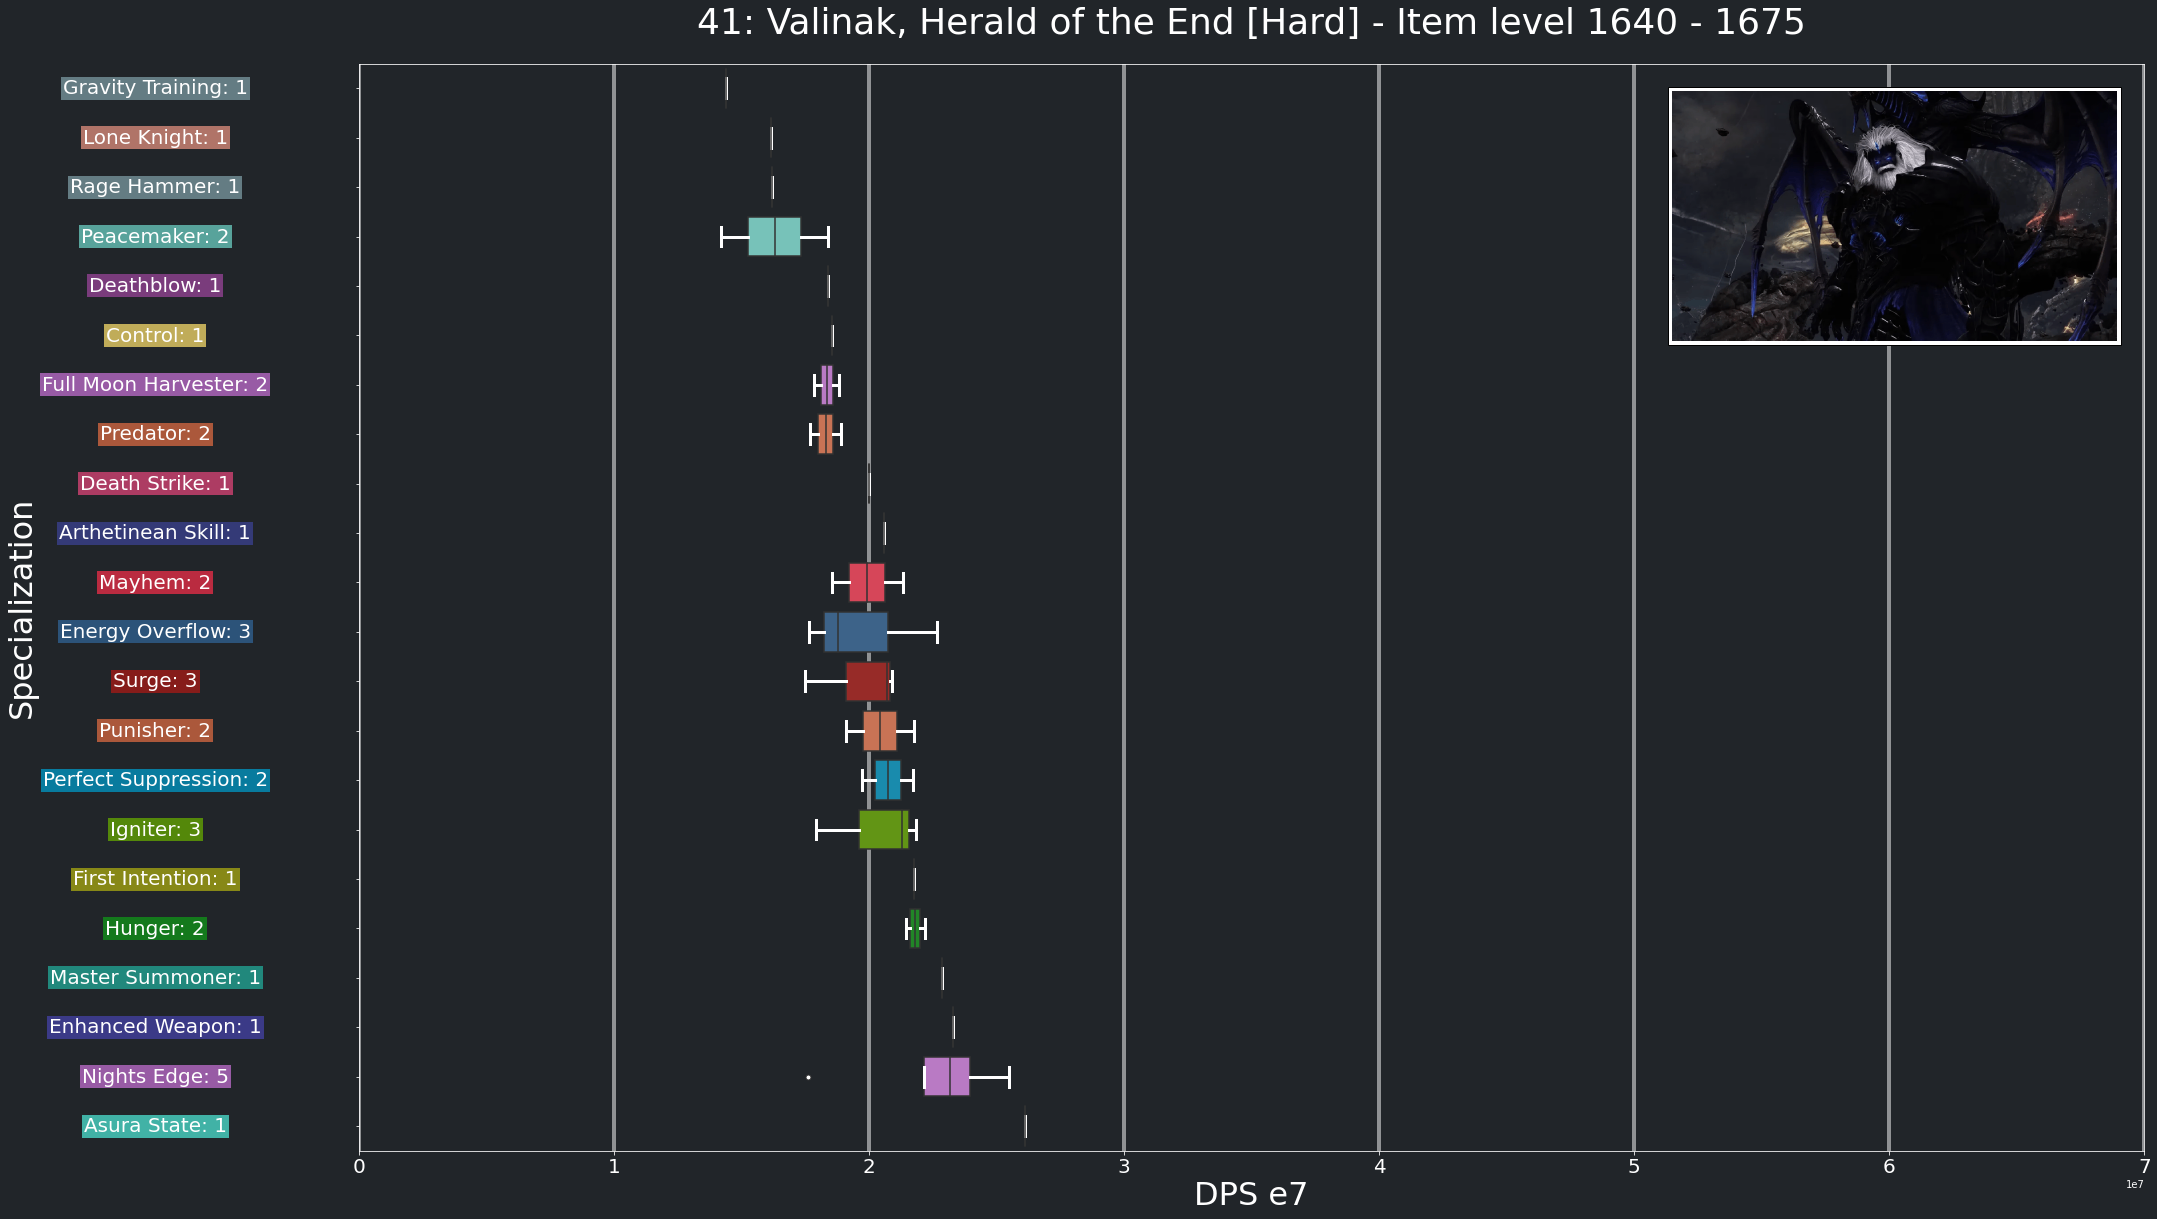 41: Valinak, Herald of the End [Hard] - Item level 1640 - 1675
Gravity Training: 1
Lone Knight: 1
Rage Hammer: 1
Peacemaker: 2
Deathblow: 1
Control: 1
Full Moon Harvester: 2
Predator: 2
Death Strike: 1
Arthetinean Skill: 1
Mayhem: 2
Energy Overflow: 3
Surge: 3
Punisher: 2
Perfect Suppression: 2
Igniter: 3
First Intention: 1
Hunger: 2
Master Summoner: 1
Enhanced Weapon: 1
Nights Edge: 5
Asura State: 1
Specialization
0 1 2 3 4 5 6 7
1e7
DPS e7